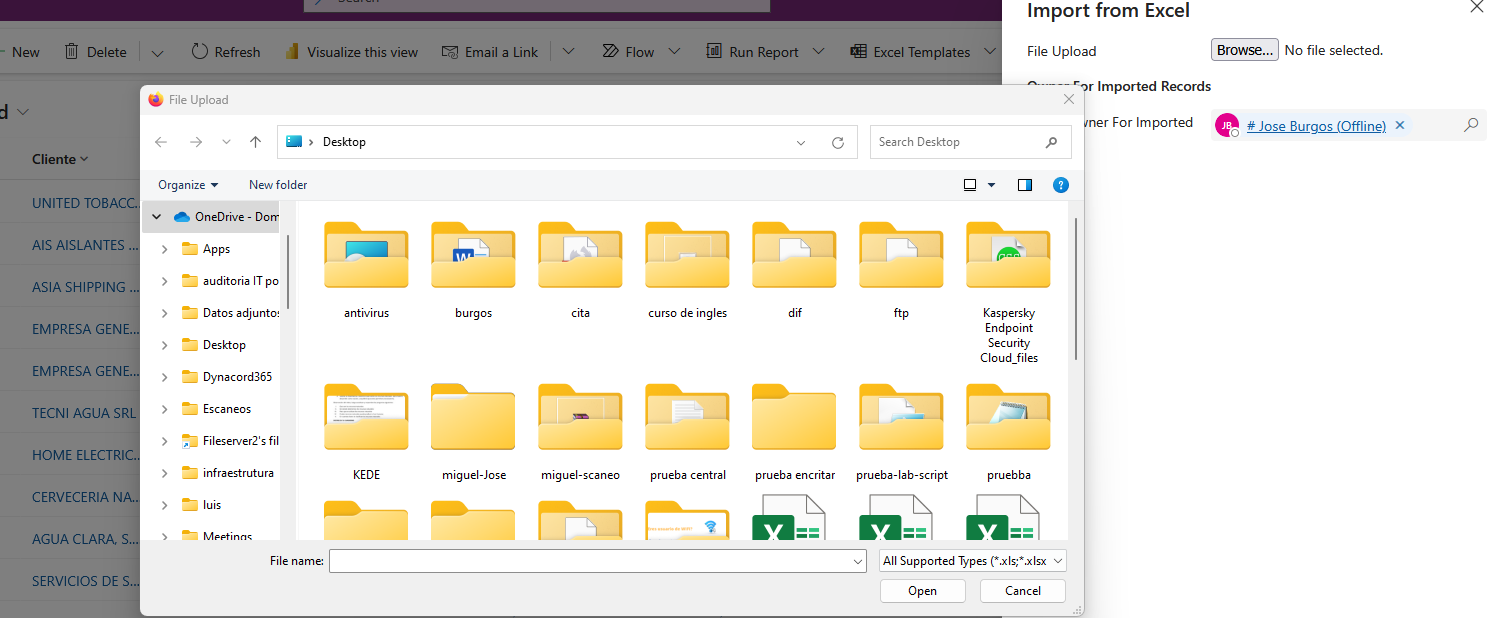 Search
Import from Excel
New
Delete
Refresh
Visualize this view
Email a Link
Flow
Run Report
Excel Templates
File Upload
Browse...
No file selected.
Owner For Imported Records
wner For Imported
JB
# Jose Burgos (Offline)
d
Cliente
UNITED TOBACC...
AIS AISLANTES ...
ASIA SHIPPING ...
EMPRESA GENE...
EMPRESA GENE...
TECNI AGUA SRL
HOME ELECTRIC...
CERVECERIA NA...
AGUA CLARA, S...
SERVICIOS DE S...
File Upload
Desktop
Search Desktop
Organize
New folder
?
OneDrive - Dom
Apps
auditoria IT po
Datos adjuntos
Desktop
Dynacord365
Escaneos
Fileserver2's fil
infraestrutura
luis
Meetings
antivirus
burgos
cita
curso de ingles
dif
ftp
Kaspersky
Endpoint
Security
Cloud_files
KEDE
miguel-Jose
miguel-scaneo
prueba central
prueba encritar
prueba-lab-script
pruebba
File name:
All Supported Types (*.xls;*.xlsx
Open
Cancel